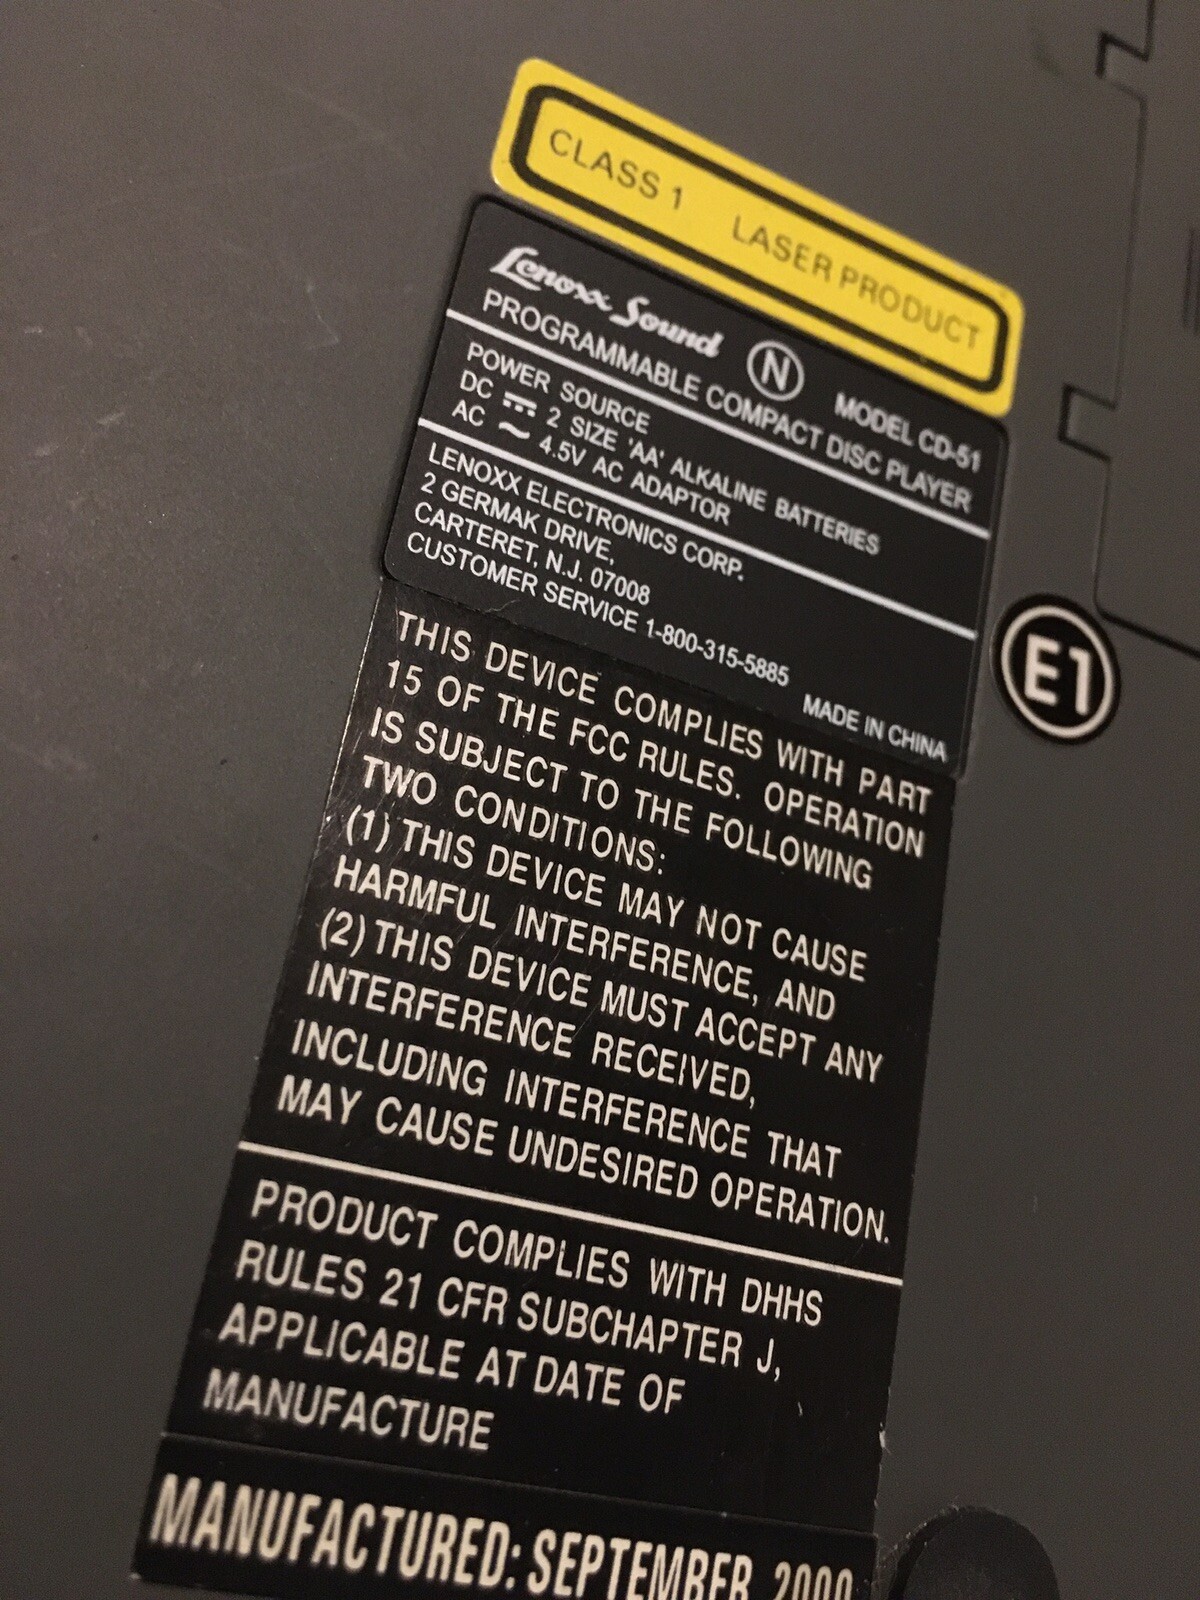 CLASS 1 LASER PRODUCT
Lenoxx Sound N MODEL CD-51
PROGRAMMABLE COMPACT DISC PLAYER
POWER SOURCE
DC ⎓ 2 SIZE 'AA' ALKALINE BATTERIES
AC ~ 4.5V AC ADAPTOR
LENOXX ELECTRONICS CORP.
2 GERMAK DRIVE,
CARTERET, N.J. 07008
CUSTOMER SERVICE 1-800-315-5885
MADE IN CHINA
E1
THIS DEVICE COMPLIES WITH PART
15 OF THE FCC RULES. OPERATION
IS SUBJECT TO THE FOLLOWING
TWO CONDITIONS:
(1) THIS DEVICE MAY NOT CAUSE
HARMFUL INTERFERENCE, AND
(2) THIS DEVICE MUST ACCEPT ANY
INTERFERENCE RECEIVED,
INCLUDING INTERFERENCE THAT
MAY CAUSE UNDESIRED OPERATION.
PRODUCT COMPLIES WITH DHHS
RULES 21 CFR SUBCHAPTER J,
APPLICABLE AT DATE OF
MANUFACTURE
MANUFACTURED: SEPTEMBER 2000